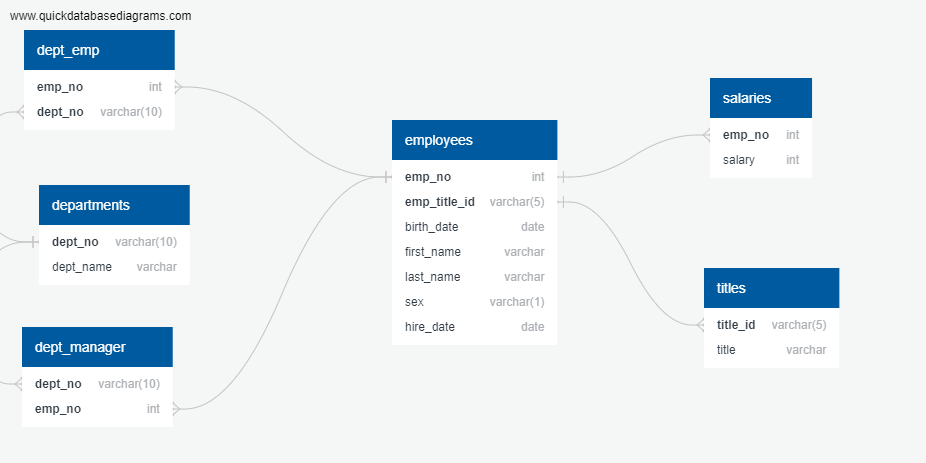 www.quickdatabasediagrams.com
dept_emp
emp_no int
dept_no varchar(10)
departments
dept_no varchar(10)
dept_name varchar
dept_manager
dept_no varchar(10)
emp_no int
employees
emp_no int
emp_title_id varchar(5)
birth_date date
first_name varchar
last_name varchar
sex varchar(1)
hire_date date
salaries
emp_no int
salary int
titles
title_id varchar(5)
title varchar